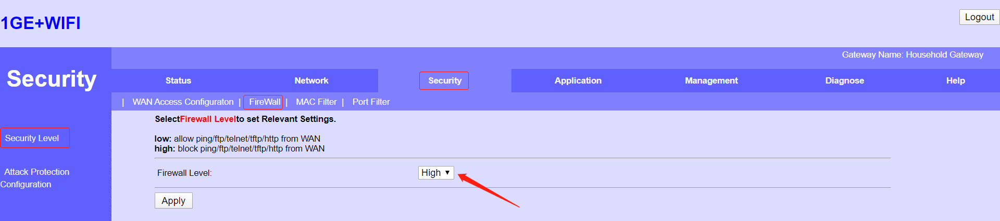 1GE+WIFI
Logout
Gateway Name: Household Gateway
Security
Status Network Security Application Management Diagnose Help
| WAN Access Configuraton | FireWall | MAC Filter | Port Filter
SelectFirewall Levelto set Relevant Settings.
Security Level
low: allow ping/ftp/telnet/tftp/http from WAN
high: block ping/ftp/telnet/tftp/http from WAN
Attack Protection
Configuration
Firewall Level: High
Apply